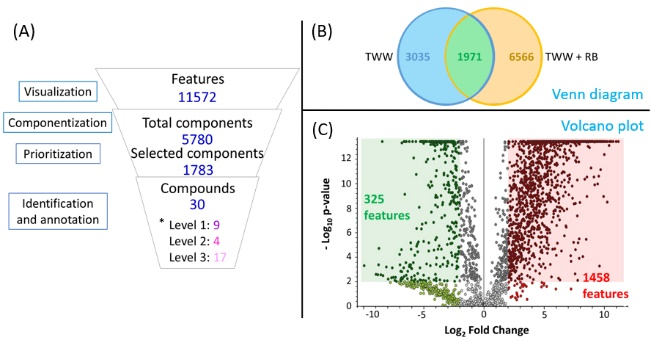 (A)
Visualization
Componentization
Prioritization
Identification
and annotation
Features
11572
Total components
5780
Selected components
1783
Compounds
30
* Level 1: 9
Level 2: 4
Level 3: 17
(B)
TWW
3035
1971
6566
TWW + RB
Venn diagram
(C)
Volcano plot
325
features
1458
features
- Log10 p-value
12
10
8
6
4
2
0
-10
-5
0
5
10
Log2 Fold Change